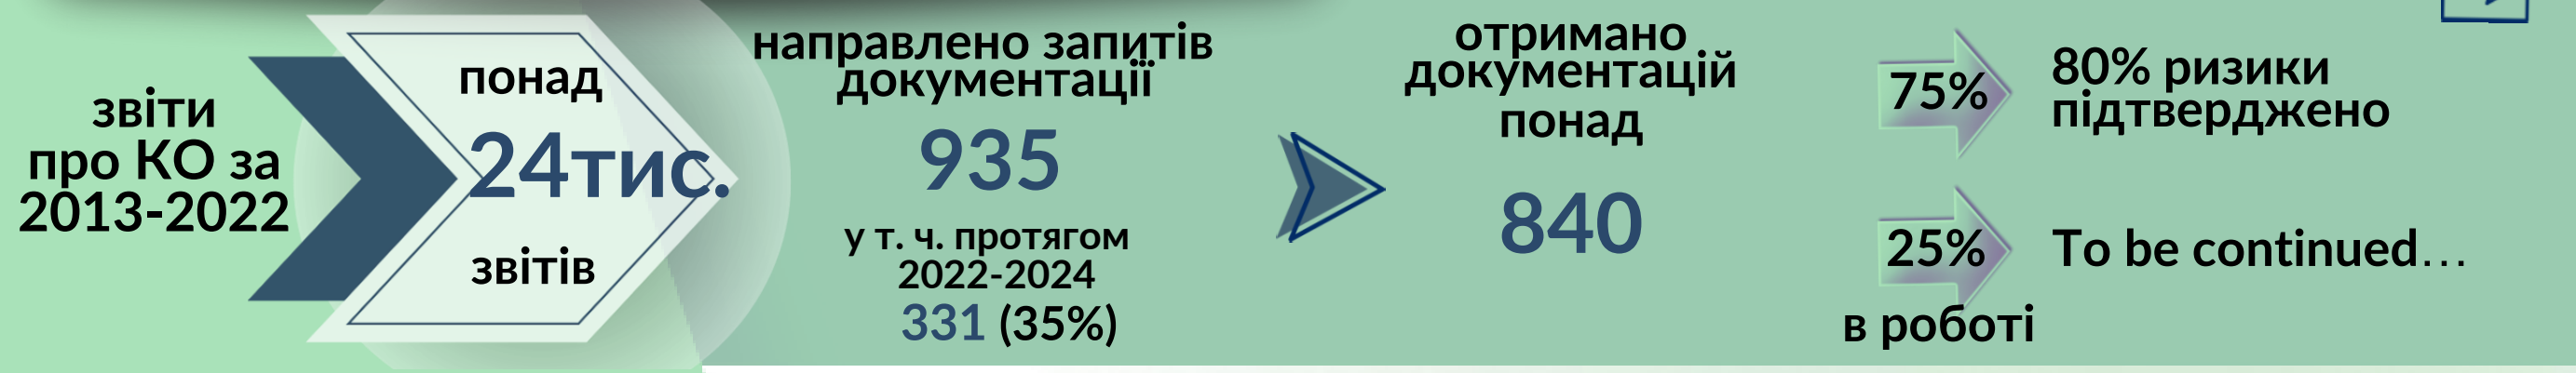 звіти
про КО за
2013-2022
понад
24тис.
звітів
направлено запитів
документації
935
у т. ч. протягом
2022-2024
331 (35%)
отримано
документацій
понад
840
75%
80% ризики
підтверджено
25%
To be continued…
в роботі